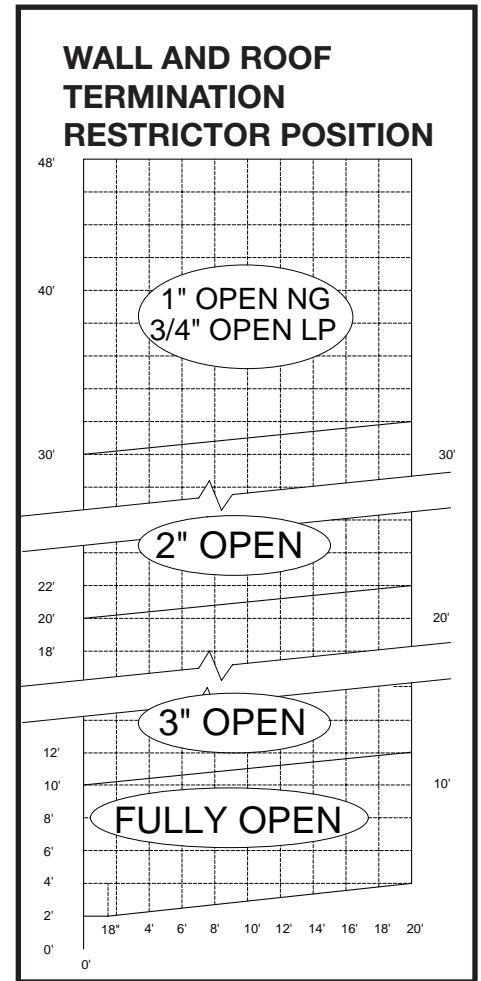 WALL AND ROOF
TERMINATION
RESTRICTOR POSITION
48'
40'
1" OPEN NG
3/4" OPEN LP
30'
30'
2" OPEN
22'
20'
20'
18'
3" OPEN
12'
10'
10'
FULLY OPEN
8'
6'
4'
2'
18" 4' 6' 8' 10' 12' 14' 16' 18' 20'
0'
0'